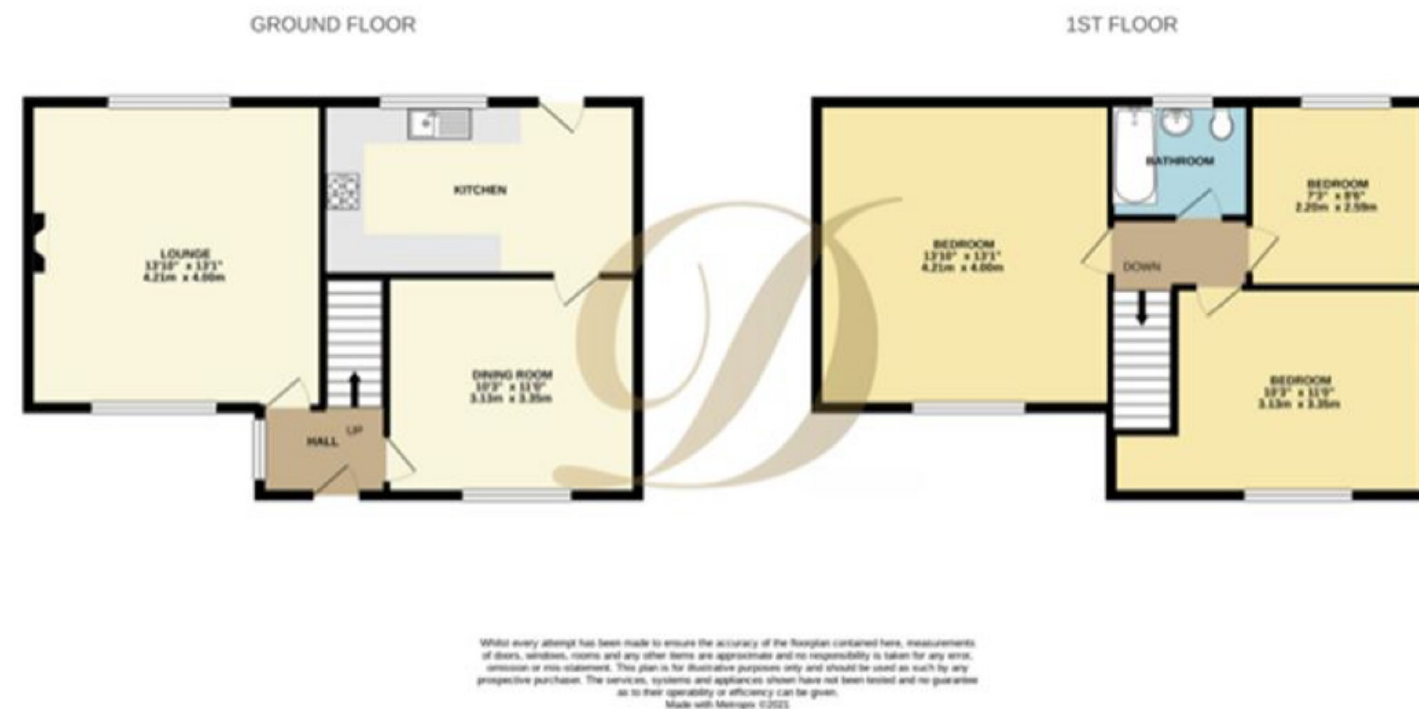 GROUND FLOOR
1ST FLOOR
LOUNGE
13'10" x 13'1"
4.21m x 4.00m
KITCHEN
DINING ROOM
10'3" x 11'0"
3.13m x 3.35m
HALL
UP
BEDROOM
13'10" x 13'1"
4.21m x 4.00m
BATHROOM
BEDROOM
7'3" x 8'6"
2.20m x 2.59m
DOWN
BEDROOM
10'3" x 11'0"
3.13m x 3.35m
D
Whilst every attempt has been made to ensure the accuracy of the floorplan contained here, measurements
of doors, windows, rooms and any other items are approximate and no responsibility is taken for any error,
omission or mis-statement. This plan is for illustrative purposes only and should be used as such by any
prospective purchaser. The services, systems and appliances shown have not been tested and no guarantee
as to their operability or efficiency can be given.
Made with Metropix ©2021